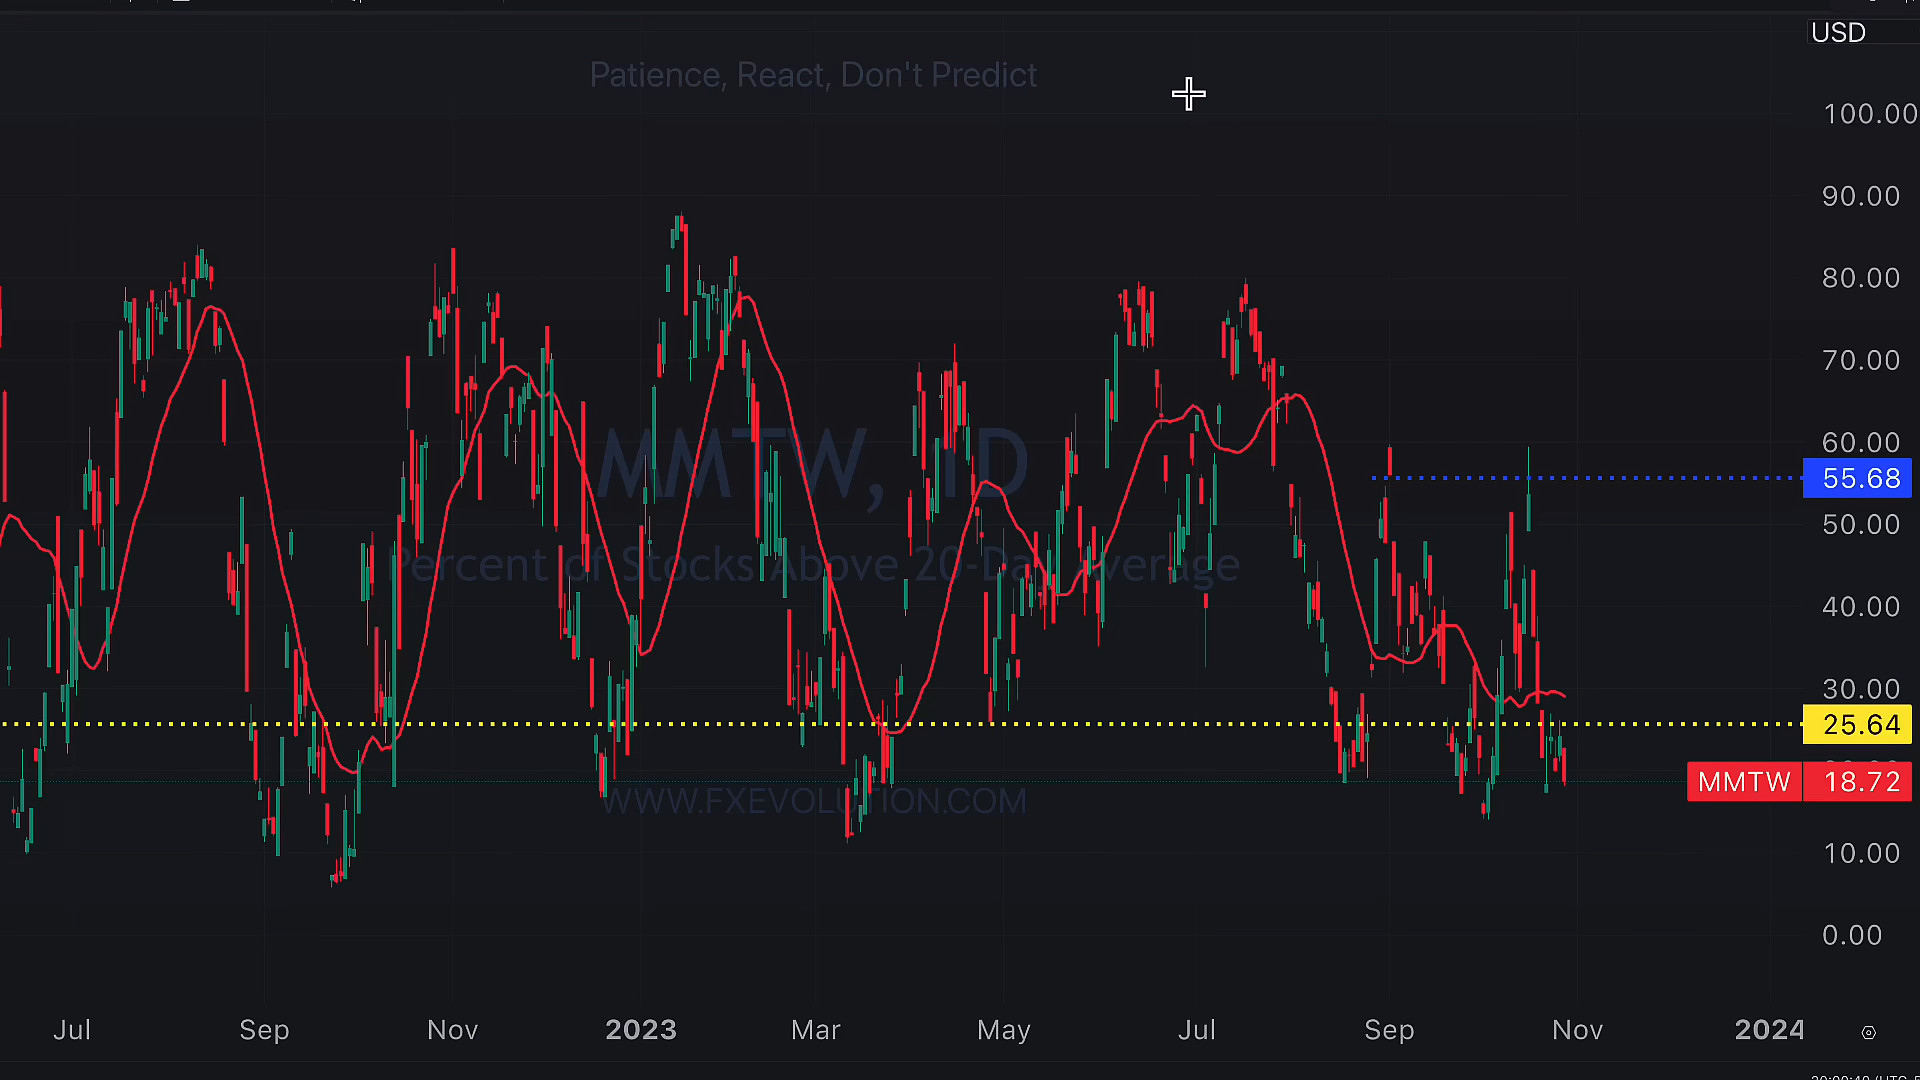 USD
Patience, React, Don't Predict
100.00
90.00
80.00
70.00
60.00
MMTW, 1D
55.68
50.00
Percent of Stocks Above 20-Day Average
40.00
30.00
25.64
MMTW 18.72
WWW.FXEVOLUTION.COM
10.00
0.00
Jul Sep Nov 2023 Mar May Jul Sep Nov 2024